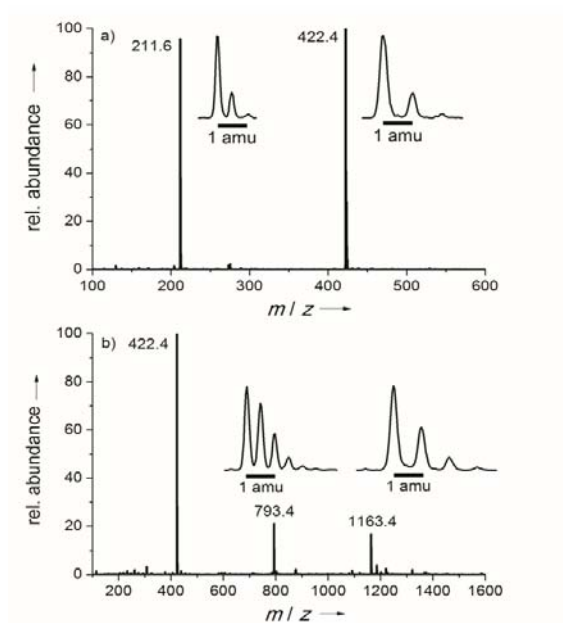 a)
100
80
60
40
20
0
rel. abundance
211.6
422.4
1 amu
1 amu
100 200 300 400 500 600
m / z
b)
100
80
60
40
20
0
rel. abundance
422.4
1 amu
1 amu
793.4
1163.4
200 400 600 800 1000 1200 1400 1600
m / z